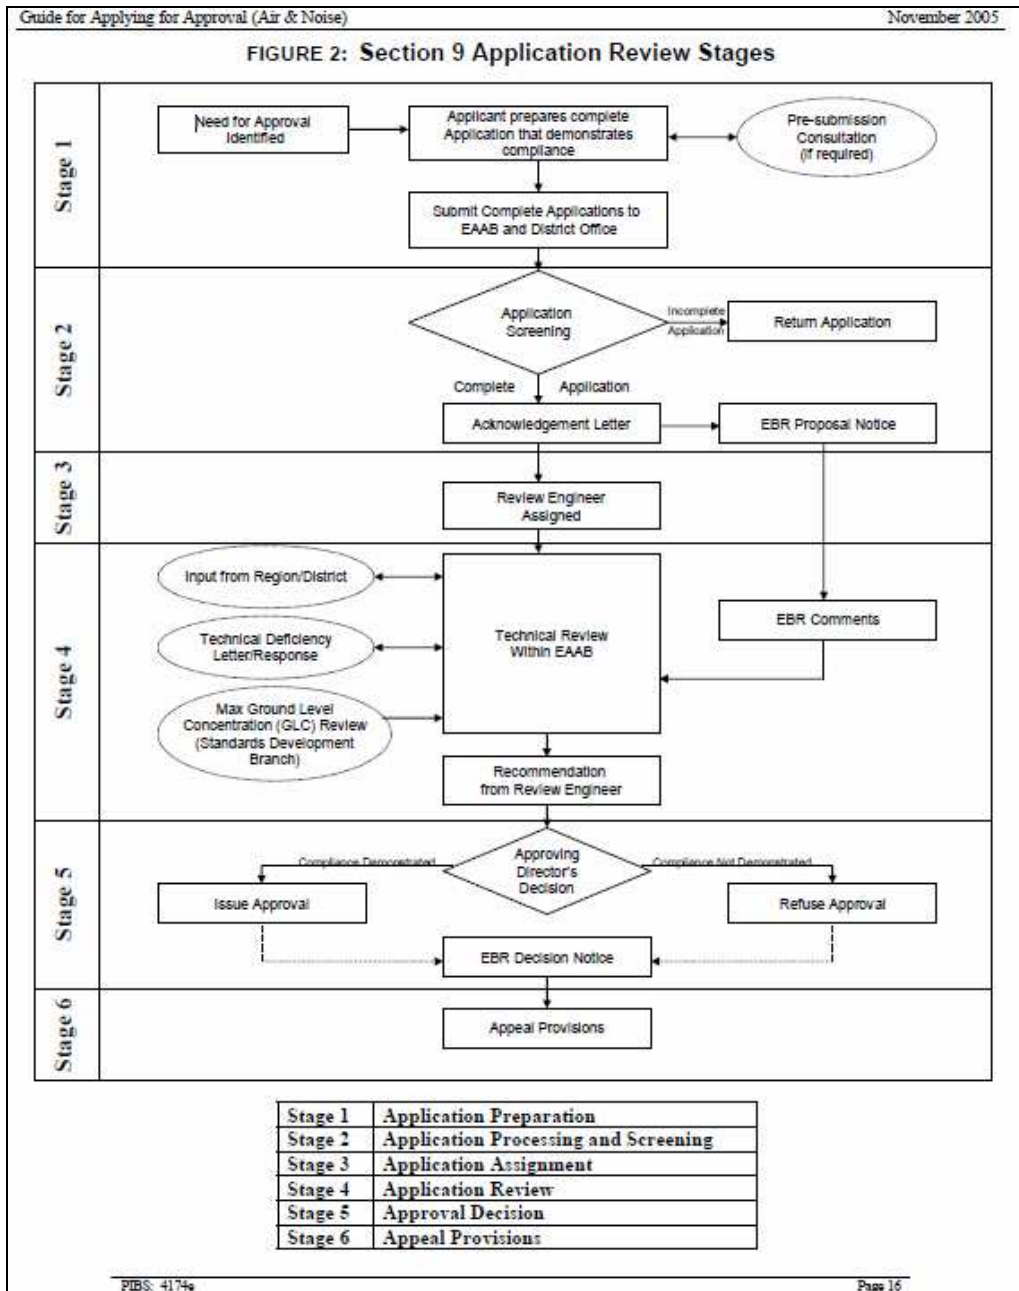 Guide for Applying for Approval (Air & Noise) November 2005
FIGURE 2: Section 9 Application Review Stages
Stage 1
Need for Approval
Identified
Applicant prepares complete
Application that demonstrates
compliance
Pre-submission
Consultation
(if required)
Submit Complete Applications to
EAAB and District Office
Stage 2
Application
Screening
Incomplete
Application
Return Application
Complete Application
Acknowledgement Letter
EBR Proposal Notice
Stage 3
Review Engineer
Assigned
Stage 4
Input from Region/District
Technical Deficiency
Letter/Response
Max Ground Level
Concentration (GLC) Review
(Standards Development
Branch)
Technical Review
Within EAAB
EBR Comments
Recommendation
from Review Engineer
Stage 5
Compliance Demonstrated
Approving
Director's
Decision
Compliance Not Demonstrated
Issue Approval
Refuse Approval
EBR Decision Notice
Stage 6
Appeal Provisions
Stage 1 Application Preparation
Stage 2 Application Processing and Screening
Stage 3 Application Assignment
Stage 4 Application Review
Stage 5 Approval Decision
Stage 6 Appeal Provisions
PIBS: 4174e Page 16